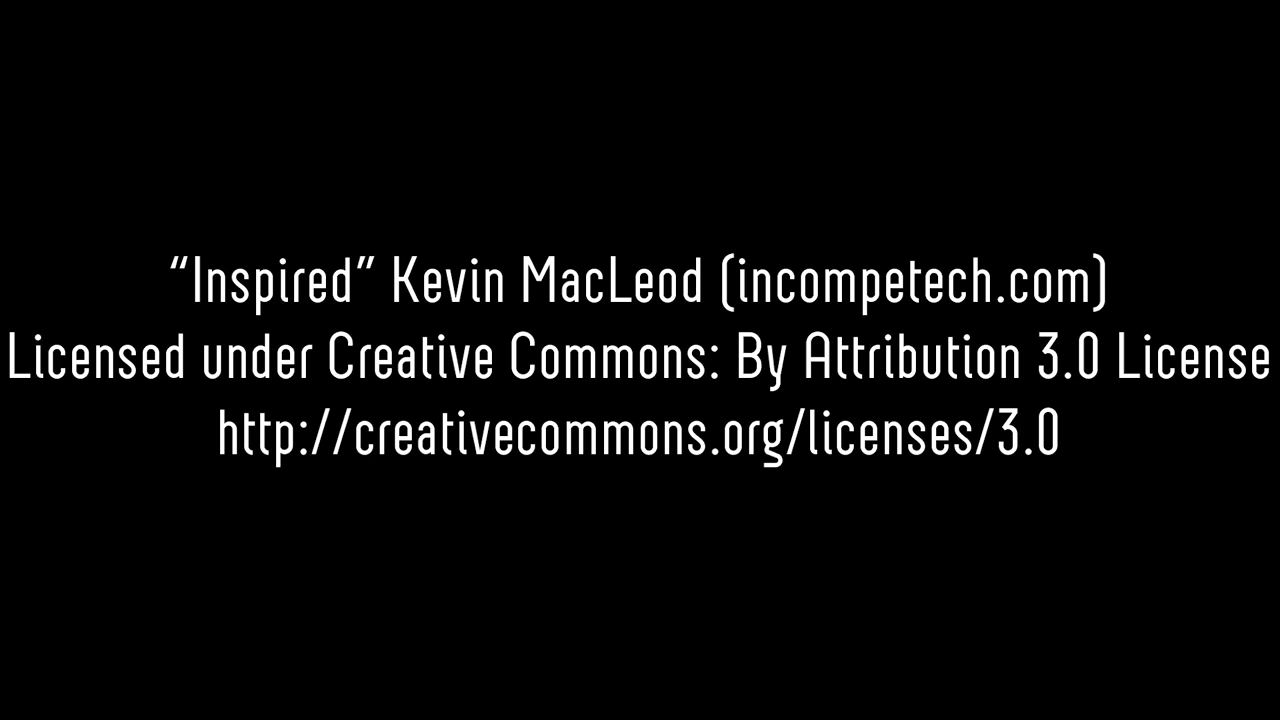 “Inspired” Kevin MacLeod (incompetech.com)
Licensed under Creative Commons: By Attribution 3.0 License
http://creativecommons.org/licenses/3.0